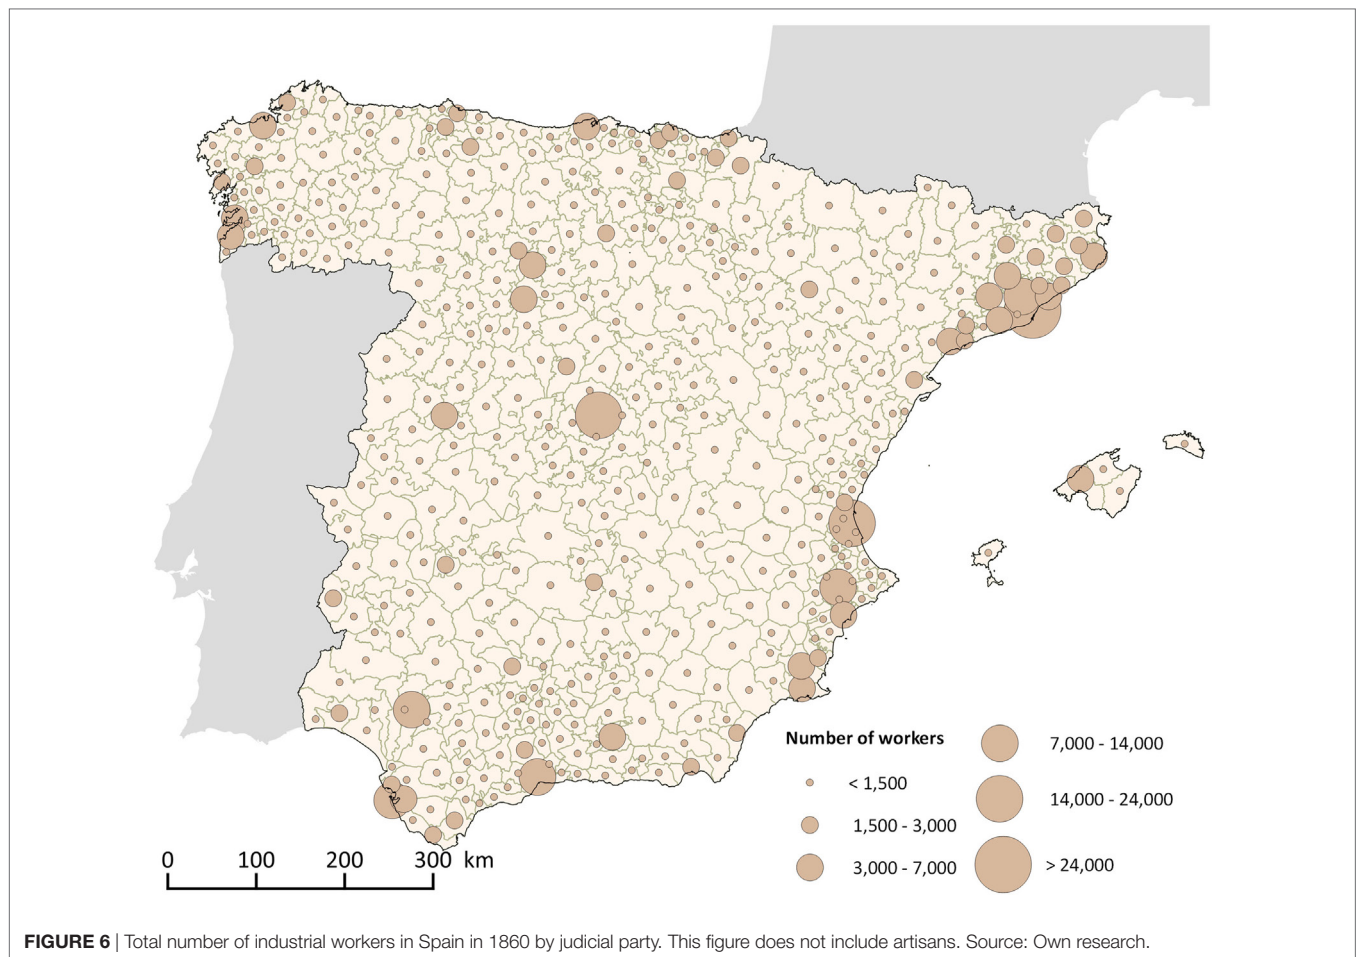 Number of workers
< 1,500
1,500 - 3,000
3,000 - 7,000
7,000 - 14,000
14,000 - 24,000
> 24,000
0 100 200 300 km
FIGURE 6 | Total number of industrial workers in Spain in 1860 by judicial party. This figure does not include artisans. Source: Own research.